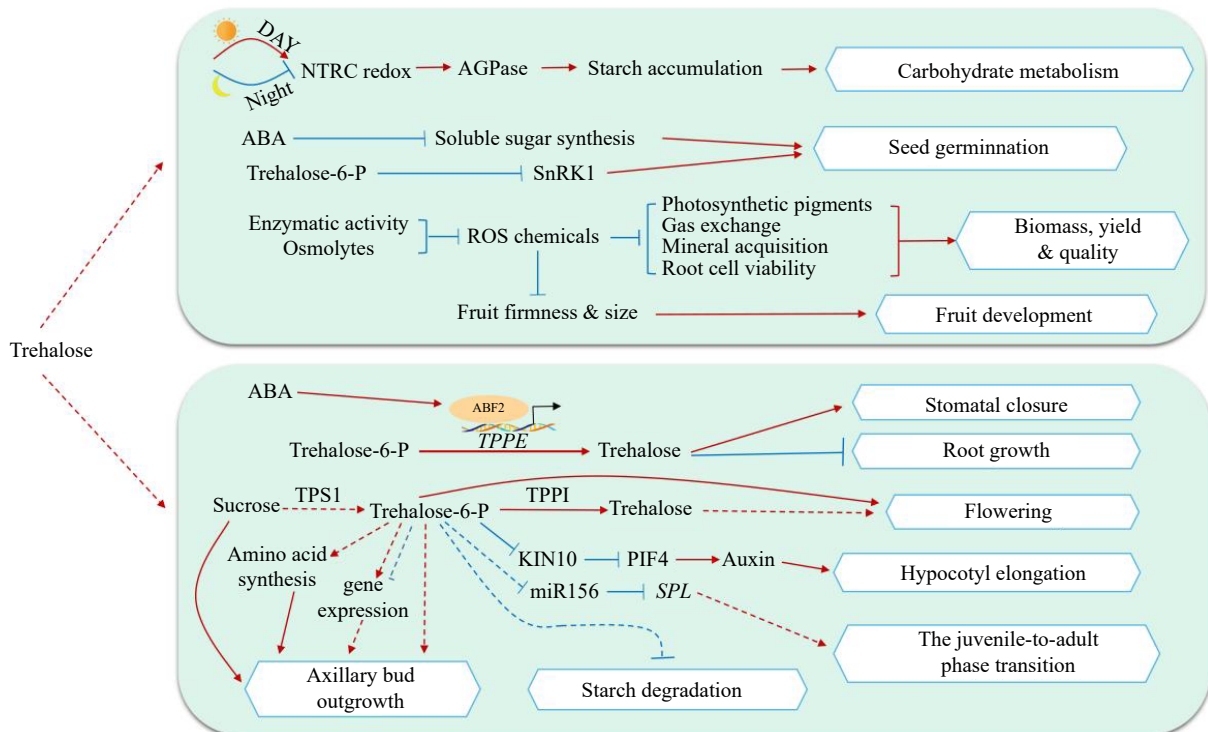 DAY
Night
NTRC redox
AGPase
Starch accumulation
Carbohydrate metabolism
ABA
Soluble sugar synthesis
Seed germinnation
Trehalose-6-P
SnRK1
Enzymatic activity
Osmolytes
ROS chemicals
Photosynthetic pigments
Gas exchange
Mineral acquisition
Root cell viability
Biomass, yield
& quality
Fruit firmness & size
Fruit development
Trehalose
ABA
ABF2
TPPE
Stomatal closure
Trehalose-6-P
Trehalose
Root growth
Sucrose
TPS1
Trehalose-6-P
TPPI
Trehalose
Flowering
Amino acid
synthesis
gene
expression
KIN10
PIF4
Auxin
Hypocotyl elongation
miR156
SPL
The juvenile-to-adult
phase transition
Axillary bud
outgrowth
Starch degradation